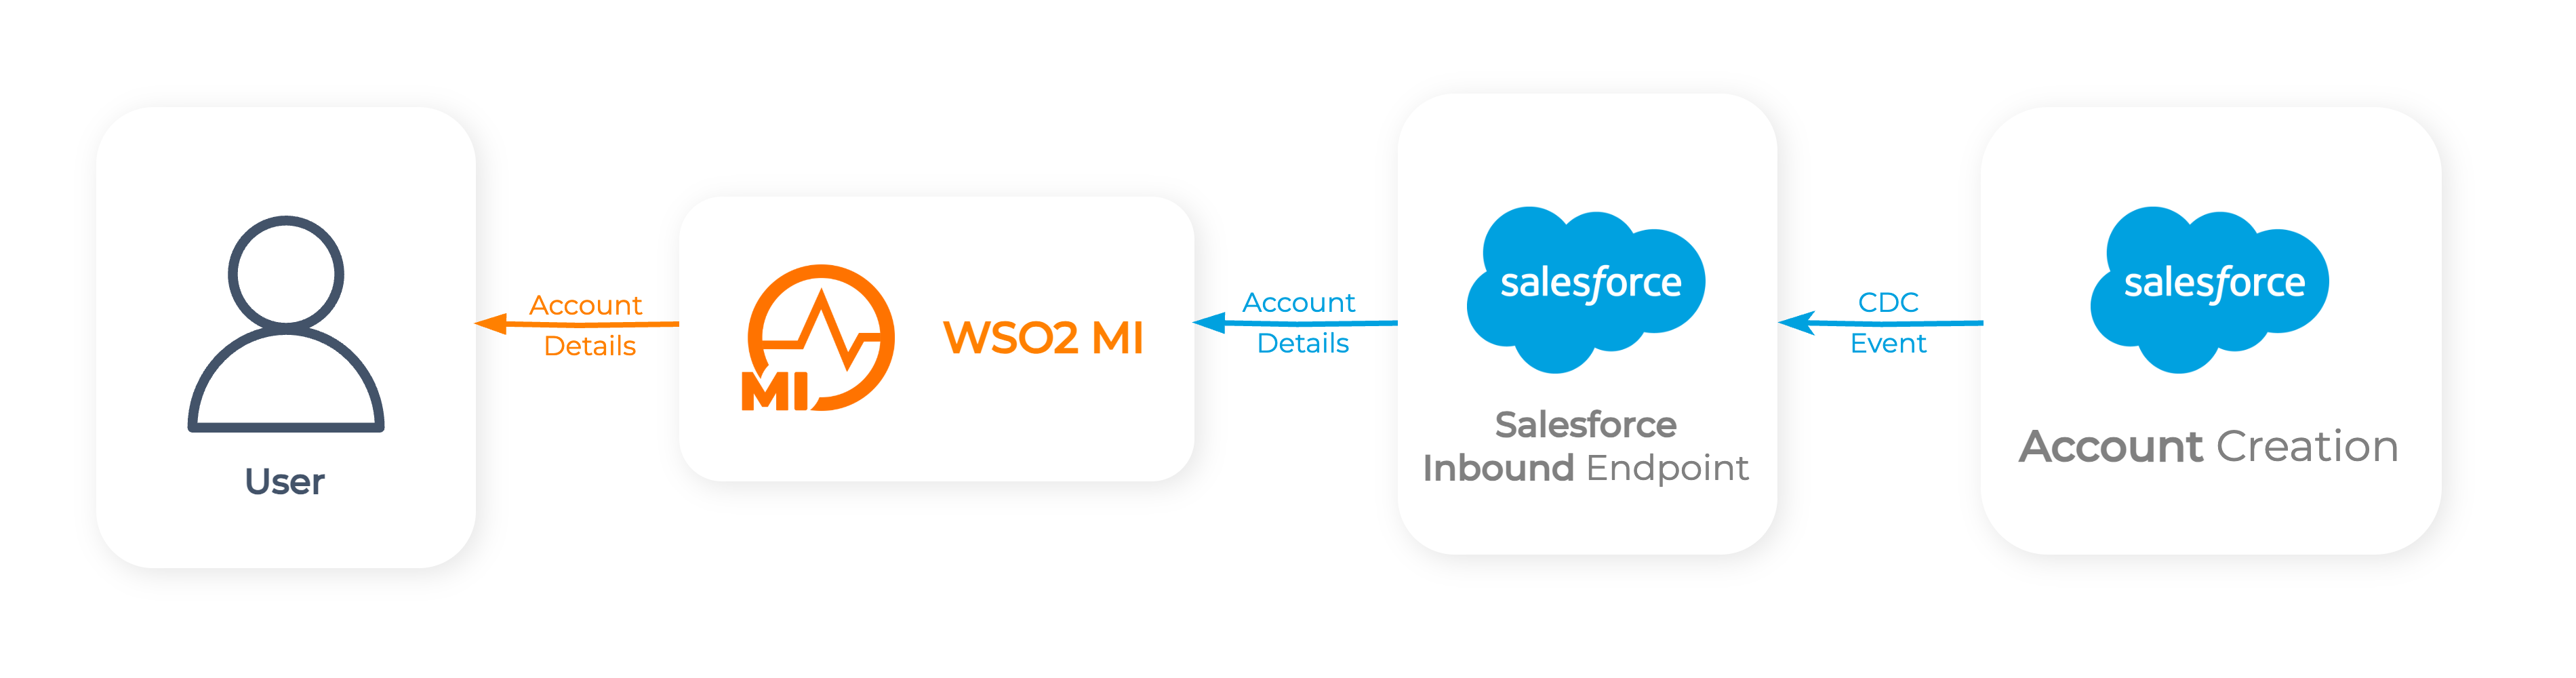 User
Account
Details
MI
WSO2 MI
Account
Details
salesforce
Salesforce
Inbound Endpoint
CDC
Event
salesforce
Account Creation